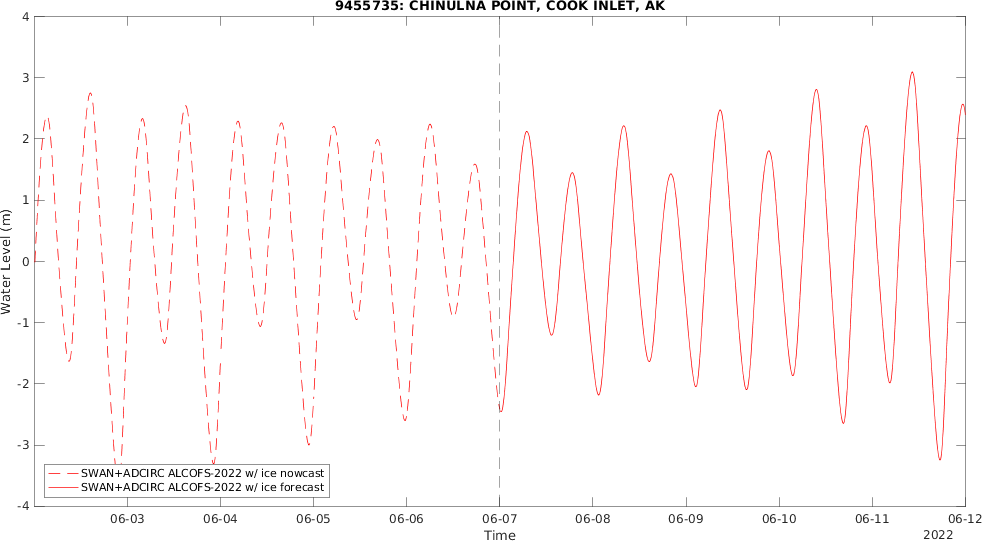 9455735: CHINULNA POINT, COOK INLET, AK
Water Level (m)
4
3
2
1
0
-1
-2
-3
-4
SWAN+ADCIRC ALCOFS-2022 w/ ice nowcast
SWAN+ADCIRC ALCOFS-2022 w/ ice forecast
06-03 06-04 06-05 06-06 06-07 06-08 06-09 06-10 06-11 06-12
Time
2022